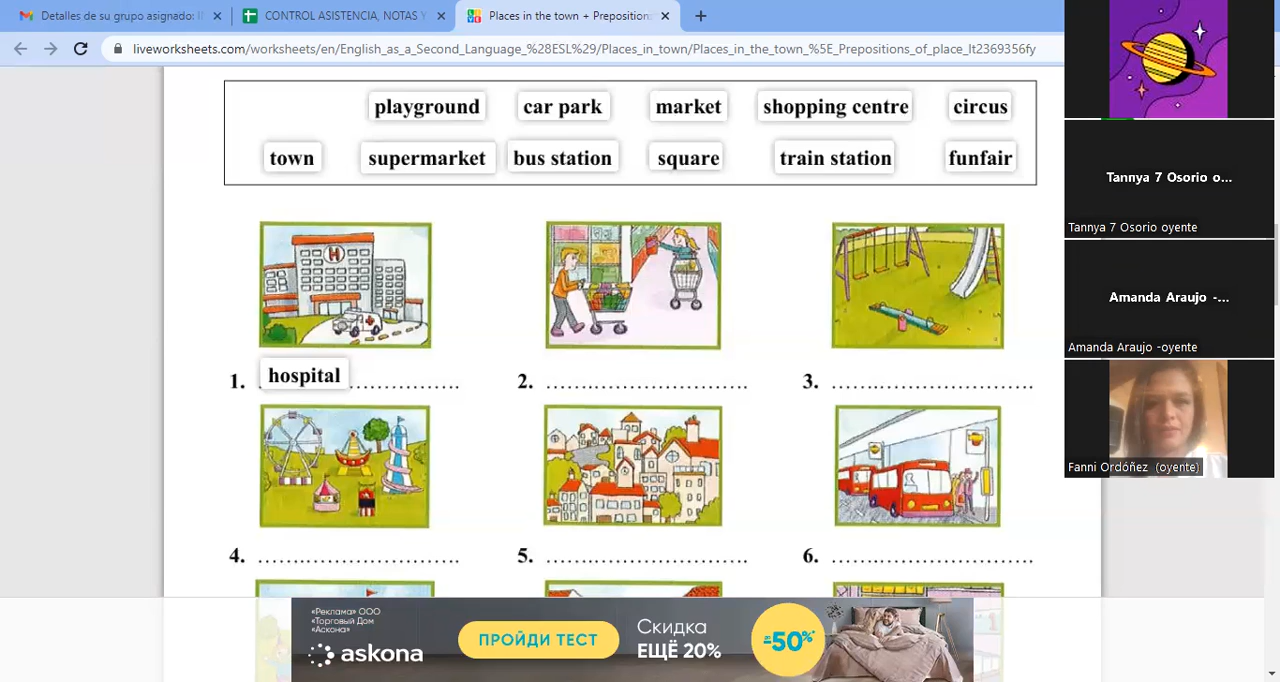 Detalles de su grupo asignado: I
CONTROL ASISTENCIA, NOTAS Y
Places in the town + Preposition
liveworksheets.com/worksheets/en/English_as_a_Second_Language_%28ESL%29/Places_in_town/Places_in_the_town_%5E_Prepositions_of_place_lt2369356fy
playground car park market shopping centre circus
town supermarket bus station square train station funfair
H
1. hospital
2.
3.
4.
5.
6.
Tannya 7 Osorio o...
Tannya 7 Osorio oyente
Amanda Araujo -...
Amanda Araujo -oyente
Fanni Ordóñez (oyente)
«Реклама» ООО
«Торговый Дом
«Аскона»
askona
ПРОЙДИ ТЕСТ
Скидка
ЕЩЁ 20%
-50%*